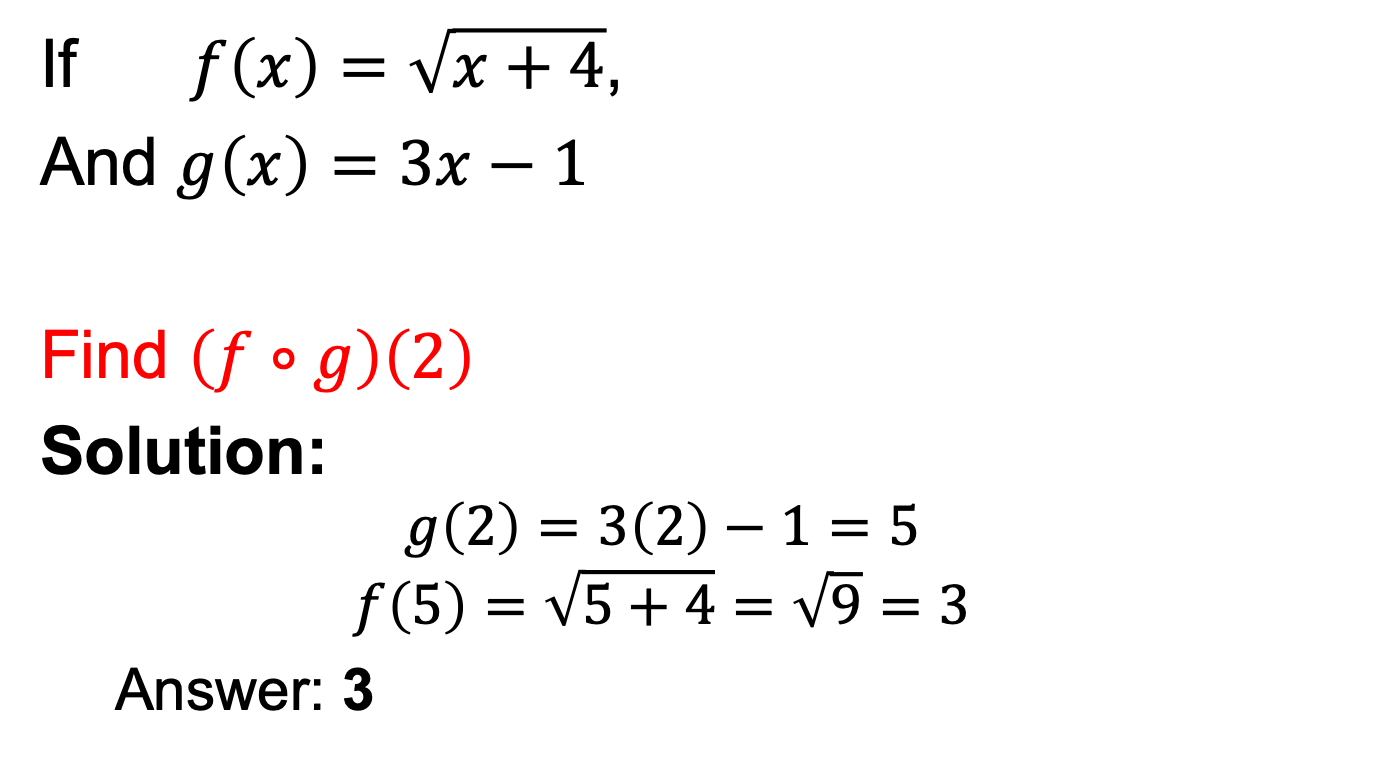 If f(x) = √(x + 4),
And g(x) = 3x − 1
Find (f ∘ g)(2)
Solution:
g(2) = 3(2) − 1 = 5
f(5) = √(5 + 4) = √9 = 3
Answer: 3